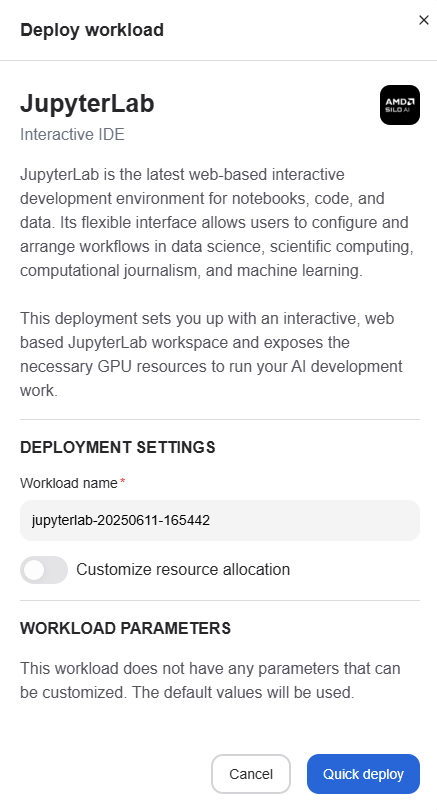 Deploy workload
JupyterLab
AMD
SILO AI
Interactive IDE
JupyterLab is the latest web-based interactive
development environment for notebooks, code, and
data. Its flexible interface allows users to configure and
arrange workflows in data science, scientific computing,
computational journalism, and machine learning.
This deployment sets you up with an interactive, web
based JupyterLab workspace and exposes the
necessary GPU resources to run your AI development
work.
DEPLOYMENT SETTINGS
Workload name*
jupyterlab-20250611-165442
Customize resource allocation
WORKLOAD PARAMETERS
This workload does not have any parameters that can
be customized. The default values will be used.
Cancel
Quick deploy